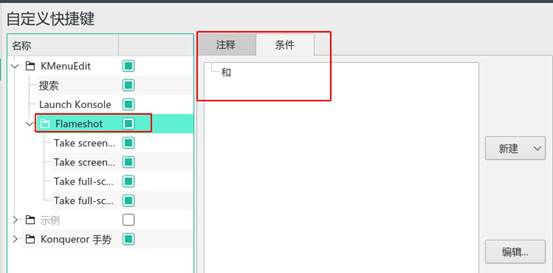 自定义快捷键
名称
KMenuEdit
搜索
Launch Konsole
Flameshot
Take screen...
Take screen...
Take full-sc...
Take full-sc...
示例
Konqueror 手势
注释 条件
和
新建
编辑...